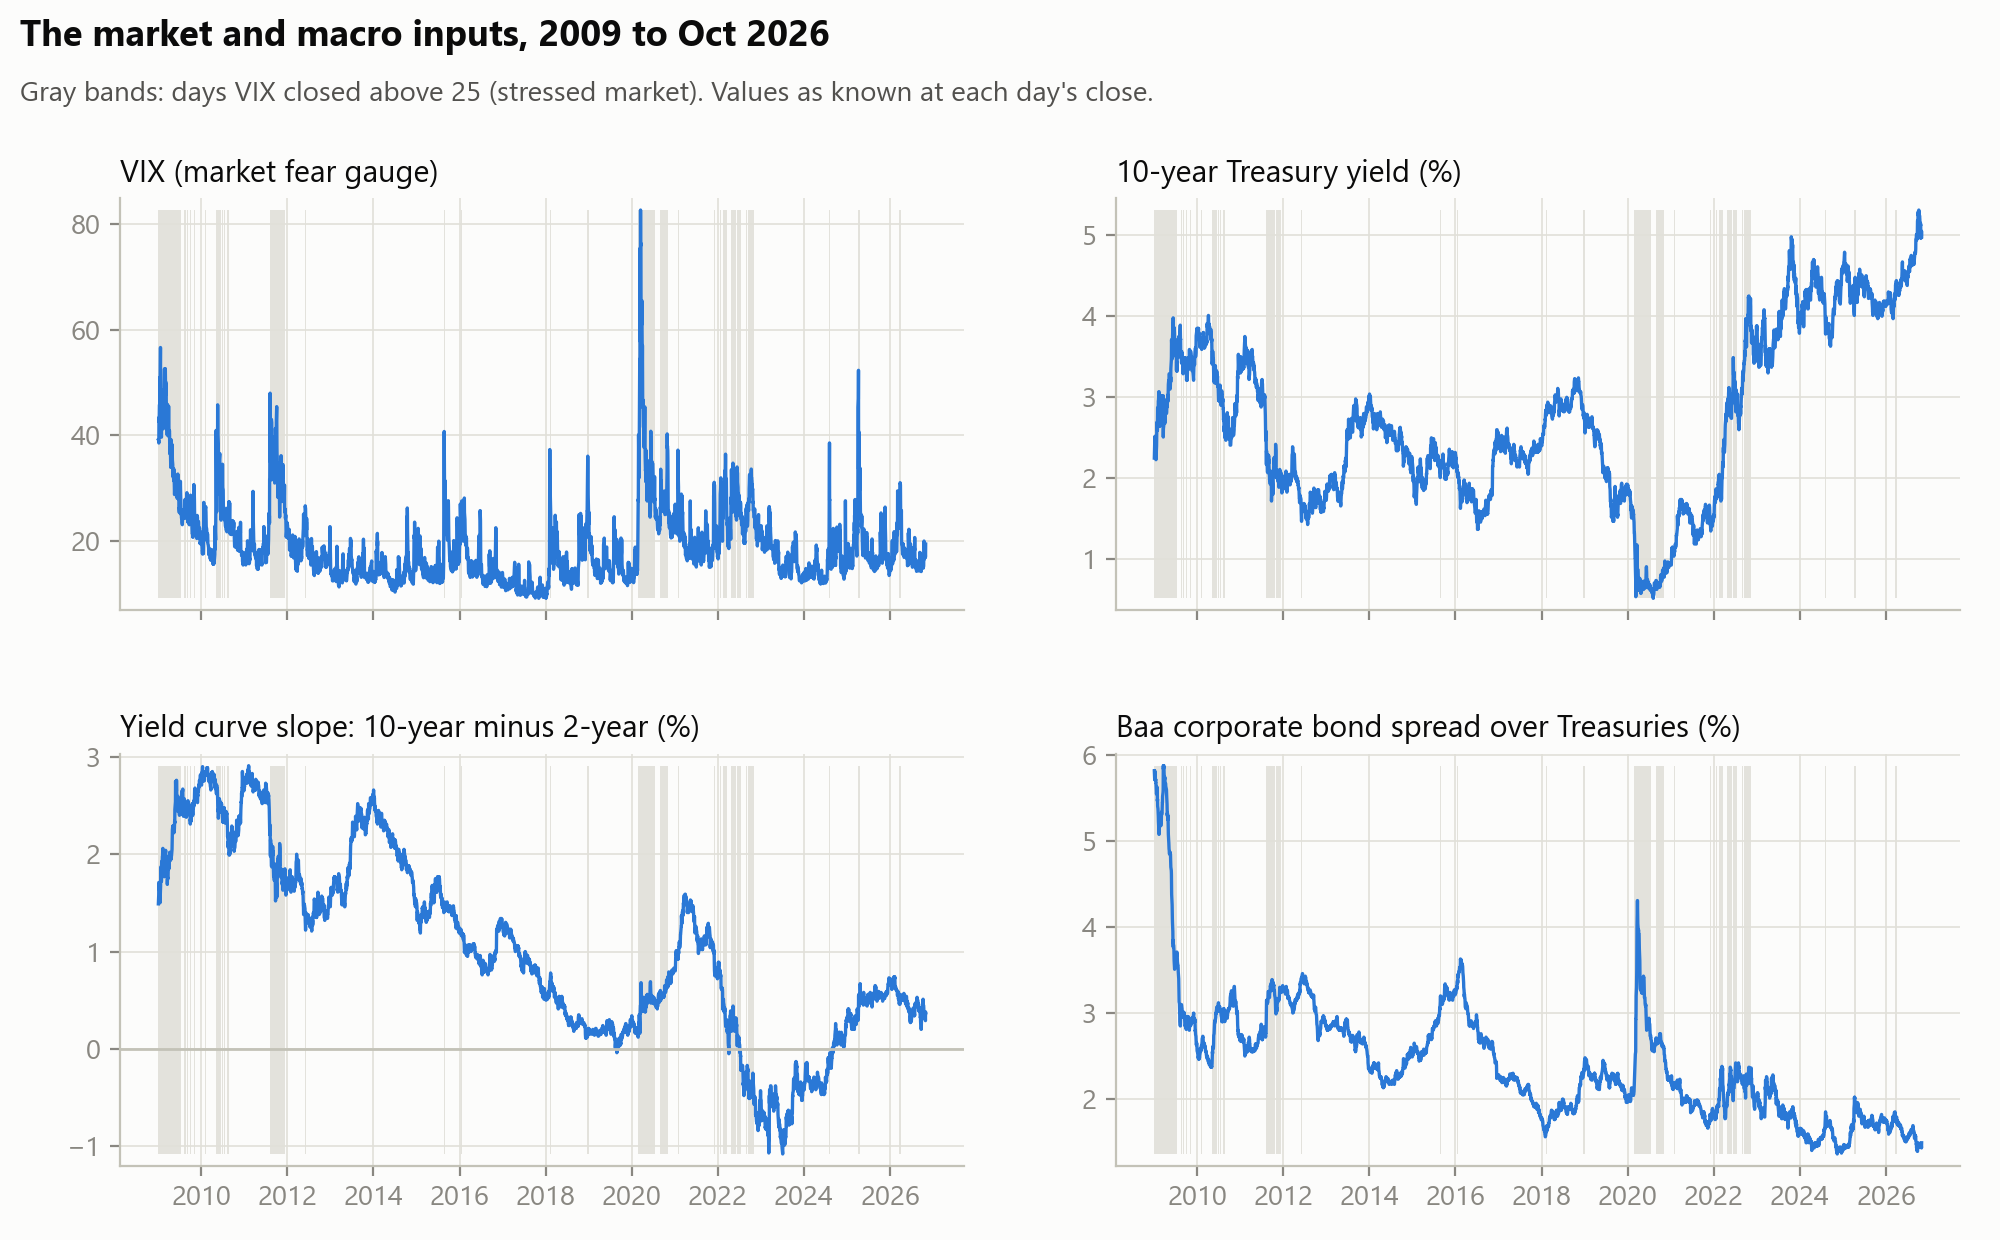 The market and macro inputs, 2009 to Oct 2026
Gray bands: days VIX closed above 25 (stressed market). Values as known at each day's close.
VIX (market fear gauge)
80
60
40
20
10-year Treasury yield (%)
5
4
3
2
1
Yield curve slope: 10-year minus 2-year (%)
3
2
1
0
−1
2010 2012 2014 2016 2018 2020 2022 2024 2026
Baa corporate bond spread over Treasuries (%)
6
5
4
3
2
2010 2012 2014 2016 2018 2020 2022 2024 2026